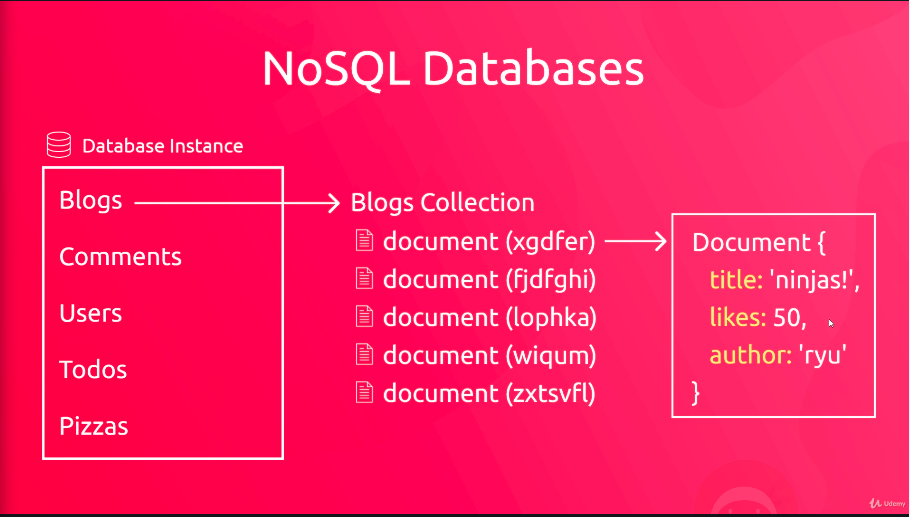 NoSQL Databases
Database Instance
Blogs
Comments
Users
Todos
Pizzas
Blogs Collection
document (xgdfer)
document (fjdfghi)
document (lophka)
document (wiqum)
document (zxtsvfl)
Document {
title: 'ninjas!',
likes: 50,
author: 'ryu'
}
Udemy